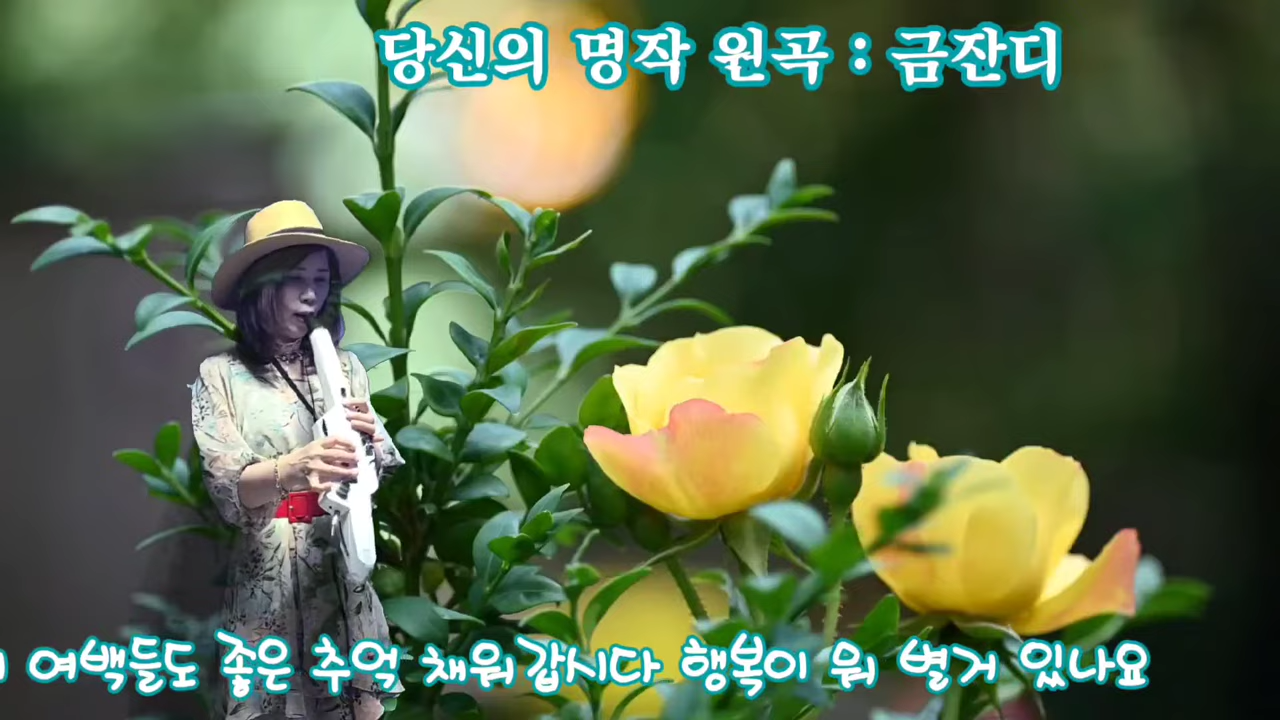 당신의 명작 원곡 : 금잔디
여백들도 좋은 추억 채워갑시다 행복이 뭐 별거 있나요